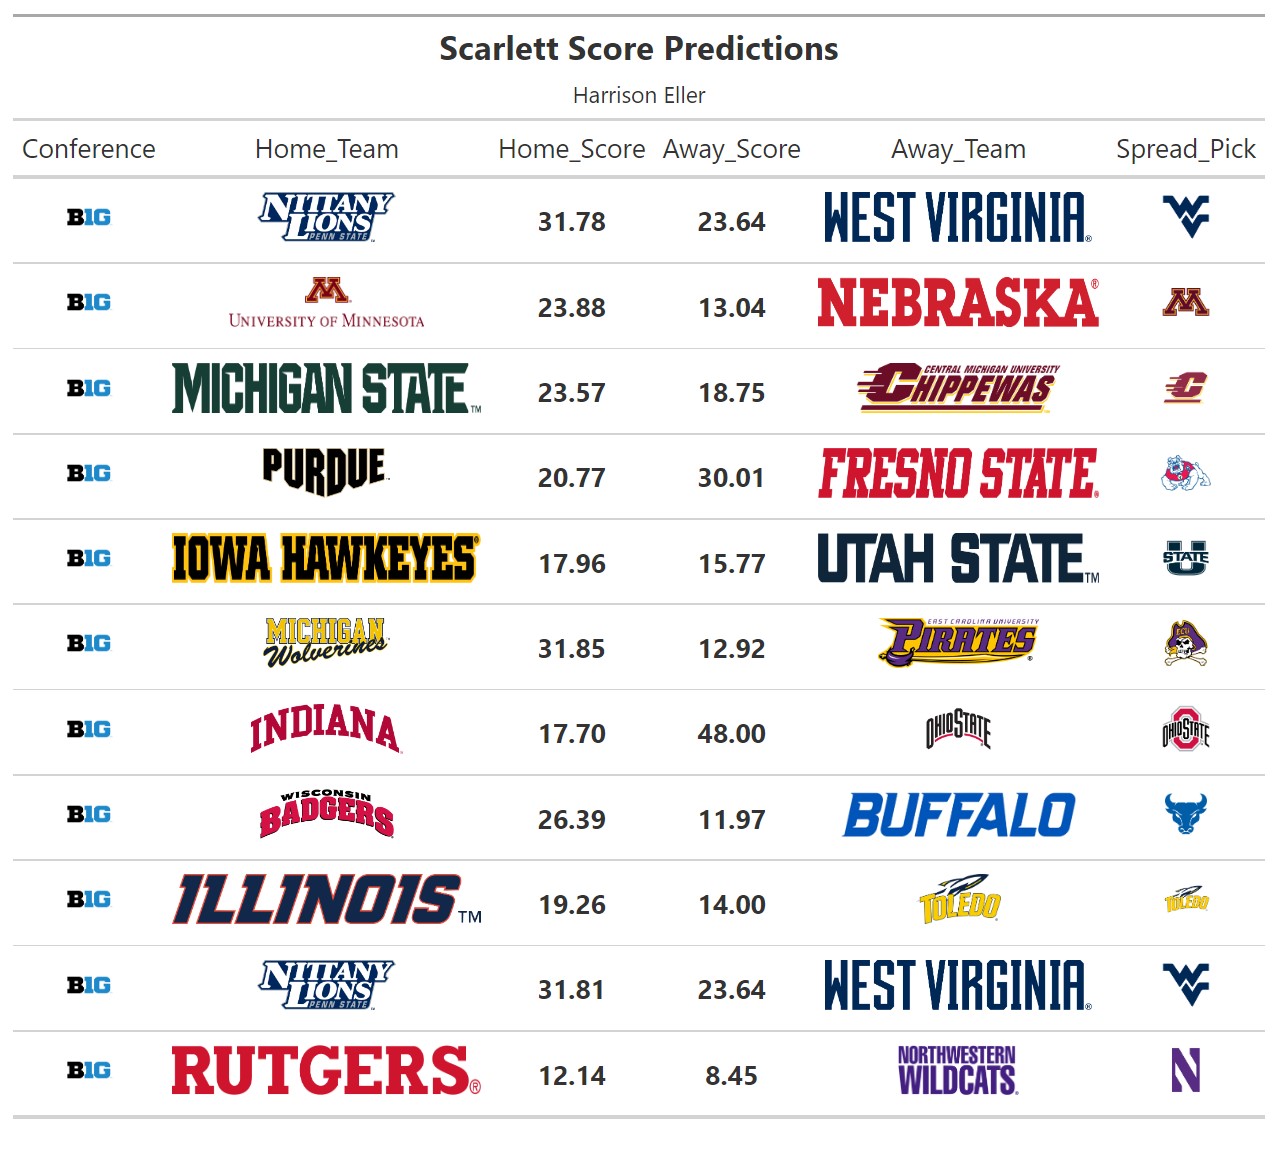 Scarlett Score Predictions
Harrison Eller
Conference Home_Team Home_Score Away_Score Away_Team Spread_Pick
B1G NITTANY LIONS PENN STATE™ 31.78 23.64 WEST VIRGINIA® WV
B1G M UNIVERSITY OF MINNESOTA 23.88 13.04 NEBRASKA® M
B1G MICHIGAN STATE™ 23.57 18.75 CENTRAL MICHIGAN UNIVERSITY CHIPPEWAS C
B1G PURDUE 20.77 30.01 FRESNO STATE®
B1G IOWA HAWKEYES® 17.96 15.77 UTAH STATE™ U STATE
B1G MICHIGAN Wolverines 31.85 12.92 EAST CAROLINA UNIVERSITY PIRATES® ECU
B1G INDIANA 17.70 48.00 OHIO STATE OHIO STATE
B1G WISCONSIN BADGERS 26.39 11.97 BUFFALO
B1G ILLINOIS™ 19.26 14.00 TOLEDO TOLEDO
B1G NITTANY LIONS PENN STATE™ 31.81 23.64 WEST VIRGINIA® WV
B1G RUTGERS® 12.14 8.45 NORTHWESTERN WILDCATS N